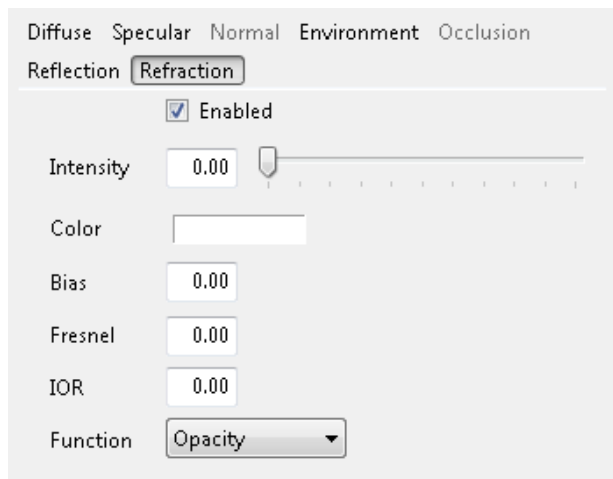 Diffuse Specular Normal Environment Occlusion
Reflection Refraction
Enabled
Intensity 0.00
Color
Bias 0.00
Fresnel 0.00
IOR 0.00
Function Opacity